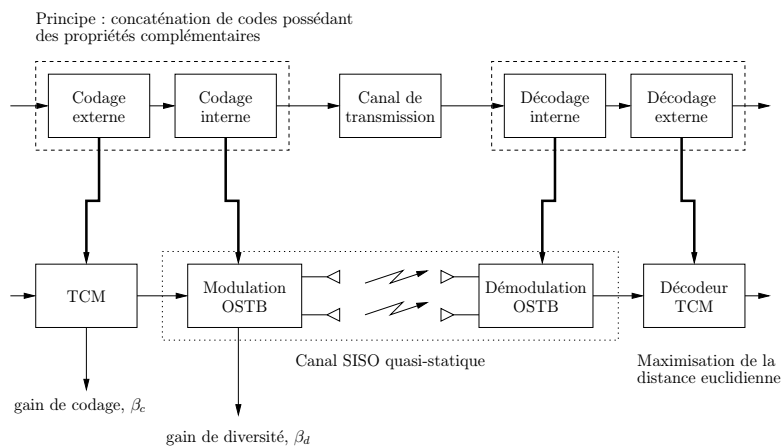 Principe : concaténation de codes possédant
des propriétés complémentaires
Codage
externe
Codage
interne
Canal de
transmission
Décodage
interne
Décodage
externe
TCM
Modulation
OSTB
Démodulation
OSTB
Décodeur
TCM
Canal SISO quasi-statique
Maximisation de la
distance euclidienne
gain de codage, β_c
gain de diversité, β_d